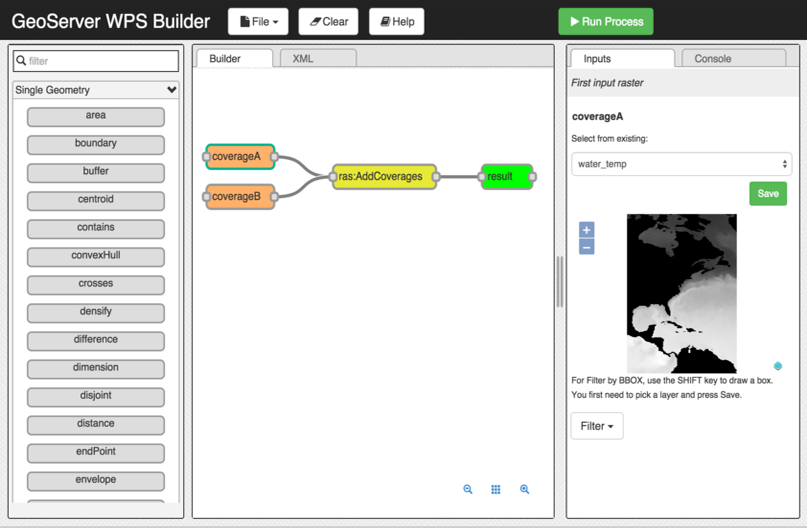 GeoServer WPS Builder
File
Clear
Help
Run Process
filter
Single Geometry
area
boundary
buffer
centroid
contains
convexHull
crosses
densify
difference
dimension
disjoint
distance
endPoint
envelope
Builder
XML
coverageA
coverageB
ras:AddCoverages
result
Inputs
Console
First input raster
coverageA
Select from existing:
water_temp
Save
+
−
For Filter by BBOX, use the SHIFT key to draw a box.
You first need to pick a layer and press Save.
Filter